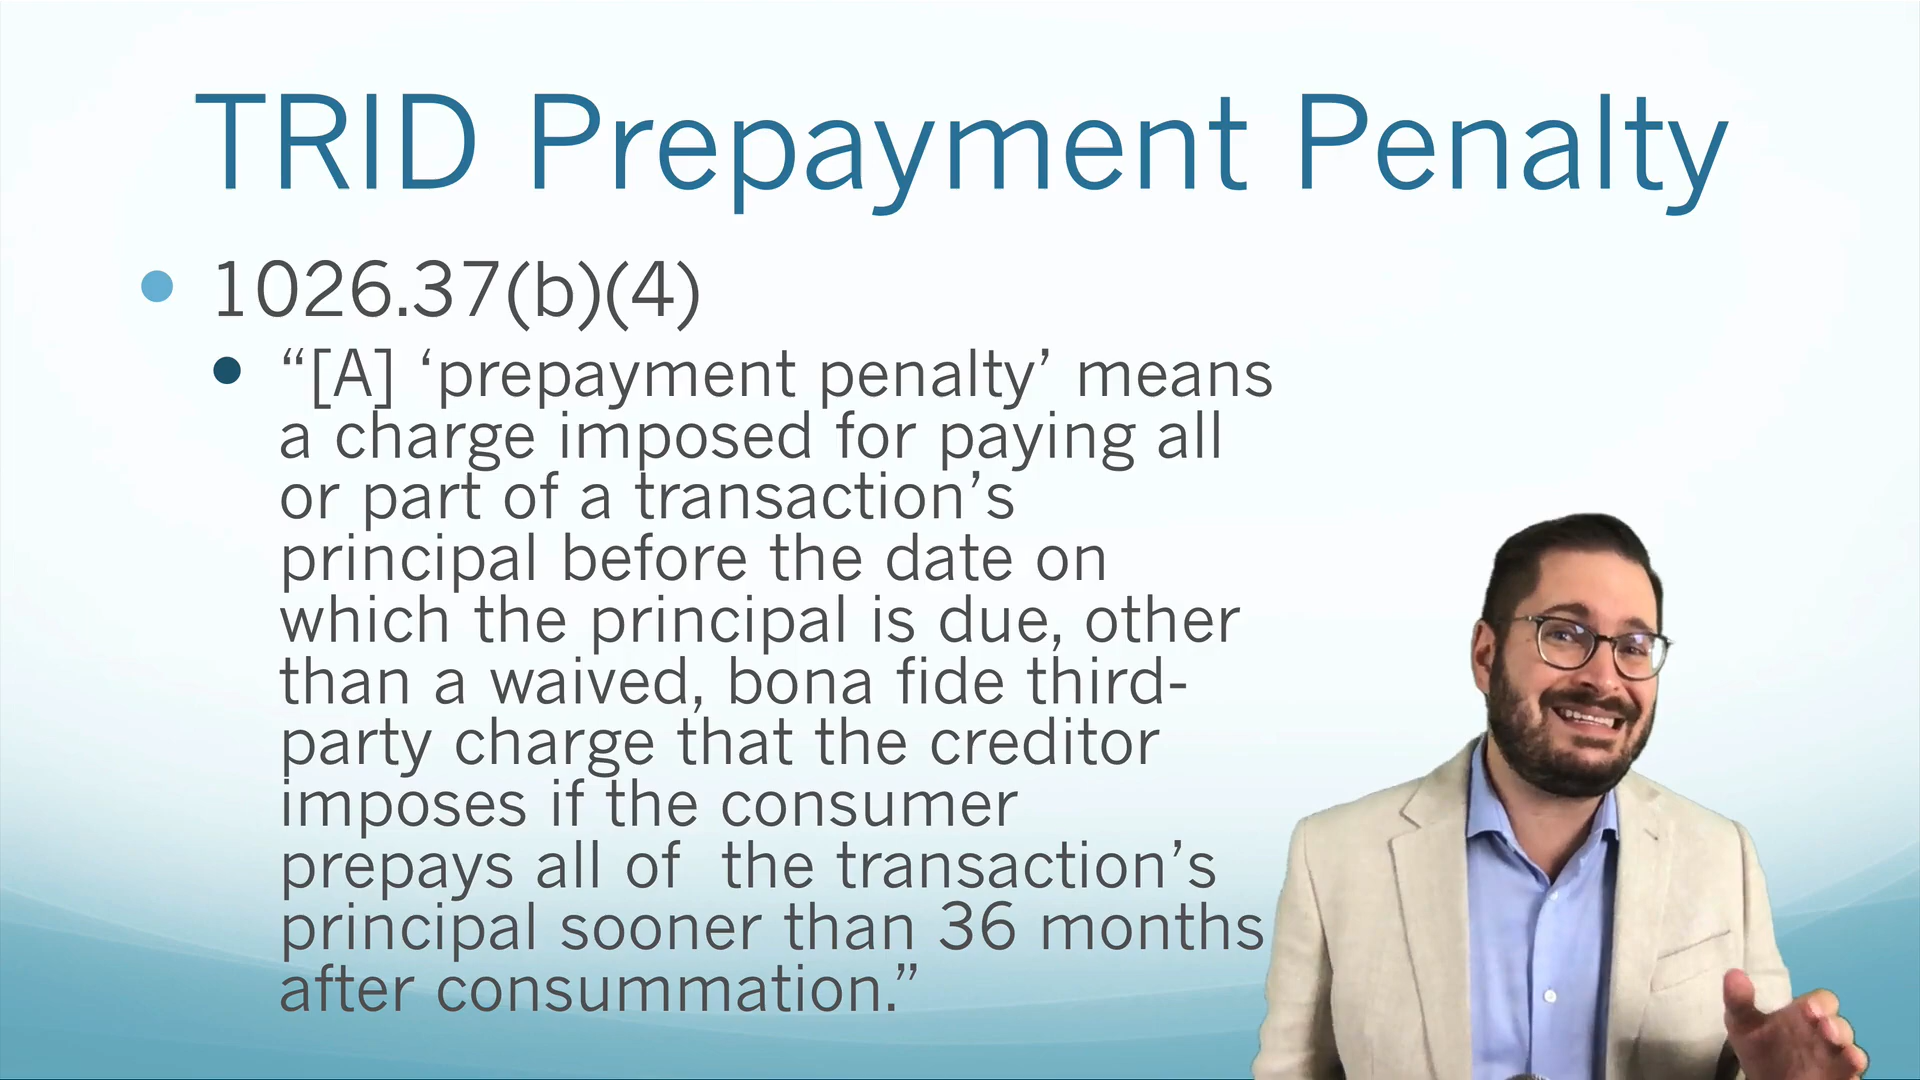 TRID Prepayment Penalty
1026.37(b)(4)
“[A] ‘prepayment penalty’ means
a charge imposed for paying all
or part of a transaction’s
principal before the date on
which the principal is due, other
than a waived, bona fide third-
party charge that the creditor
imposes if the consumer
prepays all of  the transaction’s
principal sooner than 36 months
after consummation.”